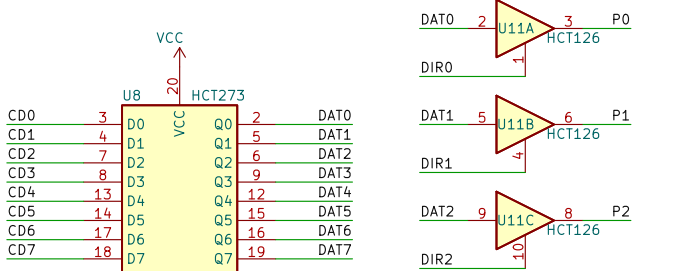 VCC
20
U8 HCT273
VCC
CD0 3 D0 Q0 2 DAT0
CD1 4 D1 Q1 5 DAT1
CD2 7 D2 Q2 6 DAT2
CD3 8 D3 Q3 9 DAT3
CD4 13 D4 Q4 12 DAT4
CD5 14 D5 Q5 15 DAT5
CD6 17 D6 Q6 16 DAT6
CD7 18 D7 Q7 19 DAT7
DAT0 2 U11A 3 P0
HCT126
DIR0 1
DAT1 5 U11B 6 P1
HCT126
DIR1 4
DAT2 9 U11C 8 P2
HCT126
DIR2 10